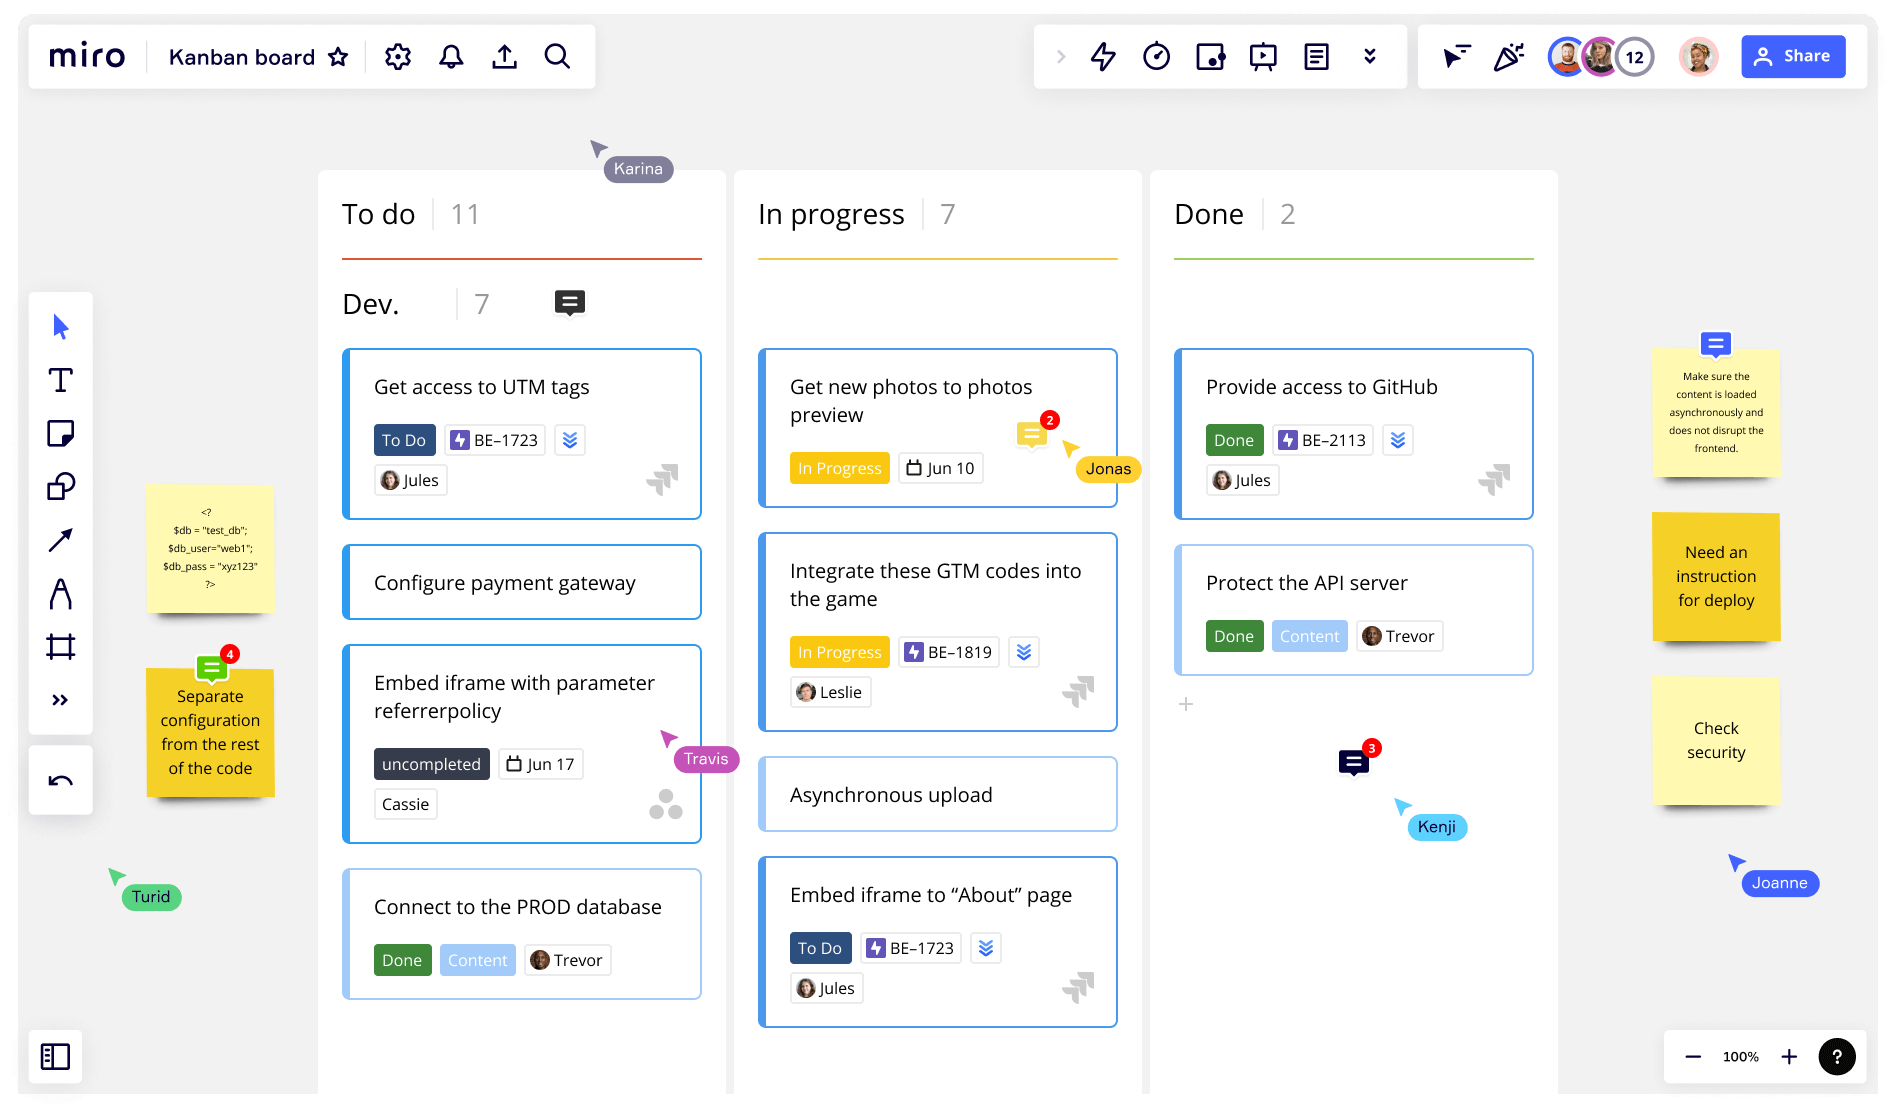 miro
Kanban board
12
Share
Karina
To do 11
In progress 7
Done 2
Dev. 7
Get access to UTM tags
To Do BE–1723
Jules
Configure payment gateway
Embed iframe with parameter
referrerpolicy
uncompleted Jun 17
Cassie
Travis
Connect to the PROD database
Done Content Trevor
Get new photos to photos
preview
2
In Progress Jun 10
Jonas
Integrate these GTM codes into
the game
In Progress BE–1819
Leslie
Asynchronous upload
Embed iframe to “About” page
To Do BE–1723
Jules
Provide access to GitHub
Done BE–2113
Jules
Protect the API server
Done Content Trevor
3
Kenji
<?
$db = "test_db";
$db_user="web1";
$db_pass = "xyz123"
?>
4
Separate
configuration
from the rest
of the code
Turid
Make sure the
content is loaded
asynchronously and
does not disrupt the
frontend.
Need an
instruction
for deploy
Check
security
Joanne
100%
?